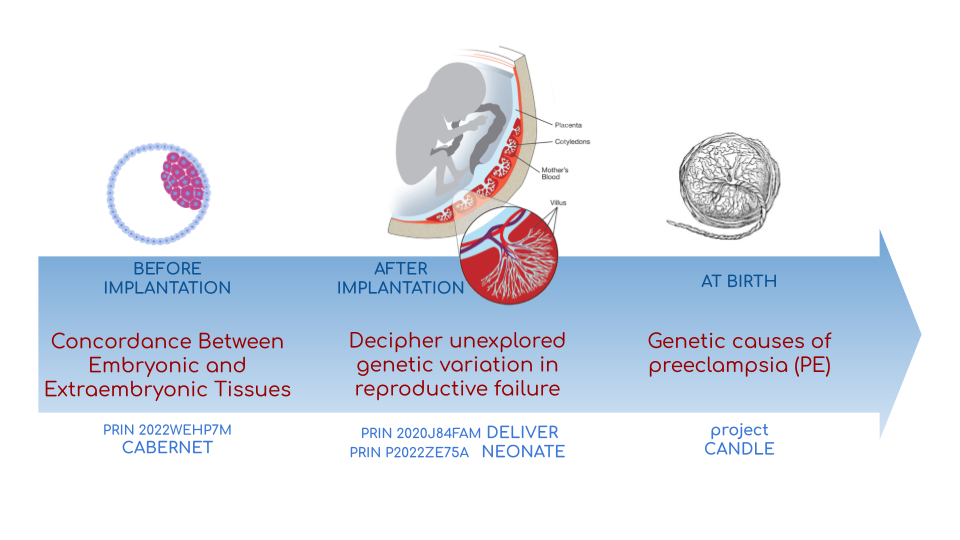 Placenta
Cotyledons
Mother's
Blood
Villus
BEFORE
IMPLANTATION
AFTER
IMPLANTATION
AT BIRTH
Concordance Between
Embryonic and
Extraembryonic Tissues
Decipher unexplored
genetic variation in
reproductive failure
Genetic causes of
preeclampsia (PE)
PRIN 2022WEHP7M
CABERNET
PRIN 2020J84FAM DELIVER
PRIN P2022ZE75A NEONATE
project
CANDLE